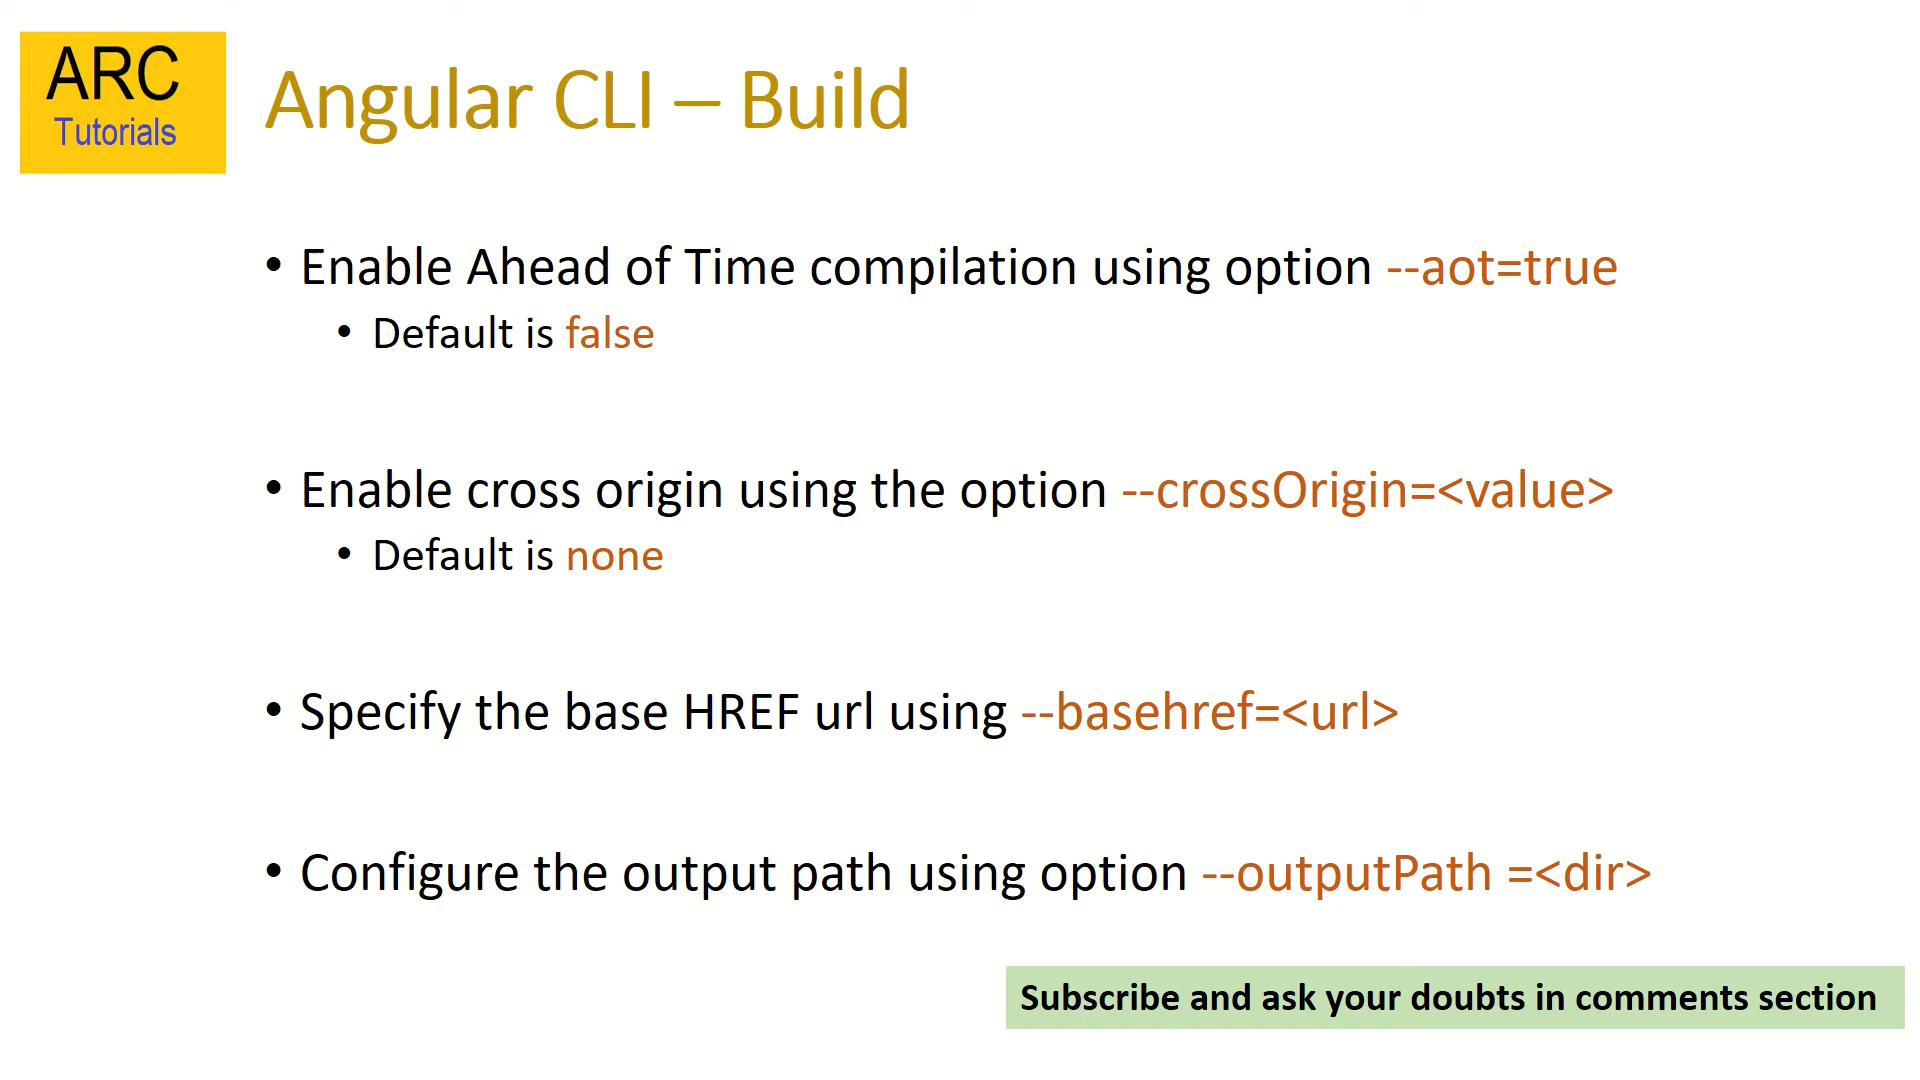 ARC
Tutorials
Angular CLI – Build
• Enable Ahead of Time compilation using option --aot=true
• Default is false
• Enable cross origin using the option --crossOrigin=<value>
• Default is none
• Specify the base HREF url using --basehref=<url>
• Configure the output path using option --outputPath =<dir>
Subscribe and ask your doubts in comments section